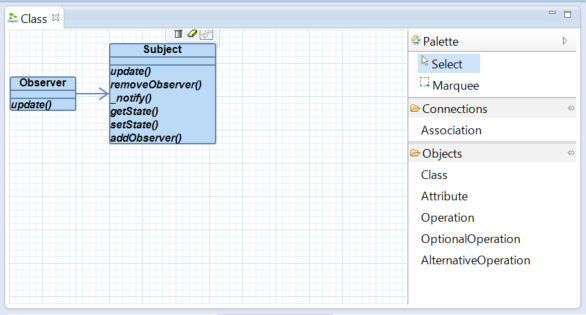 Class
Subject
update()
removeObserver()
_notify()
getState()
setState()
addObserver()
Observer
update()
Palette
Select
Marquee
Connections
Association
Objects
Class
Attribute
Operation
OptionalOperation
AlternativeOperation